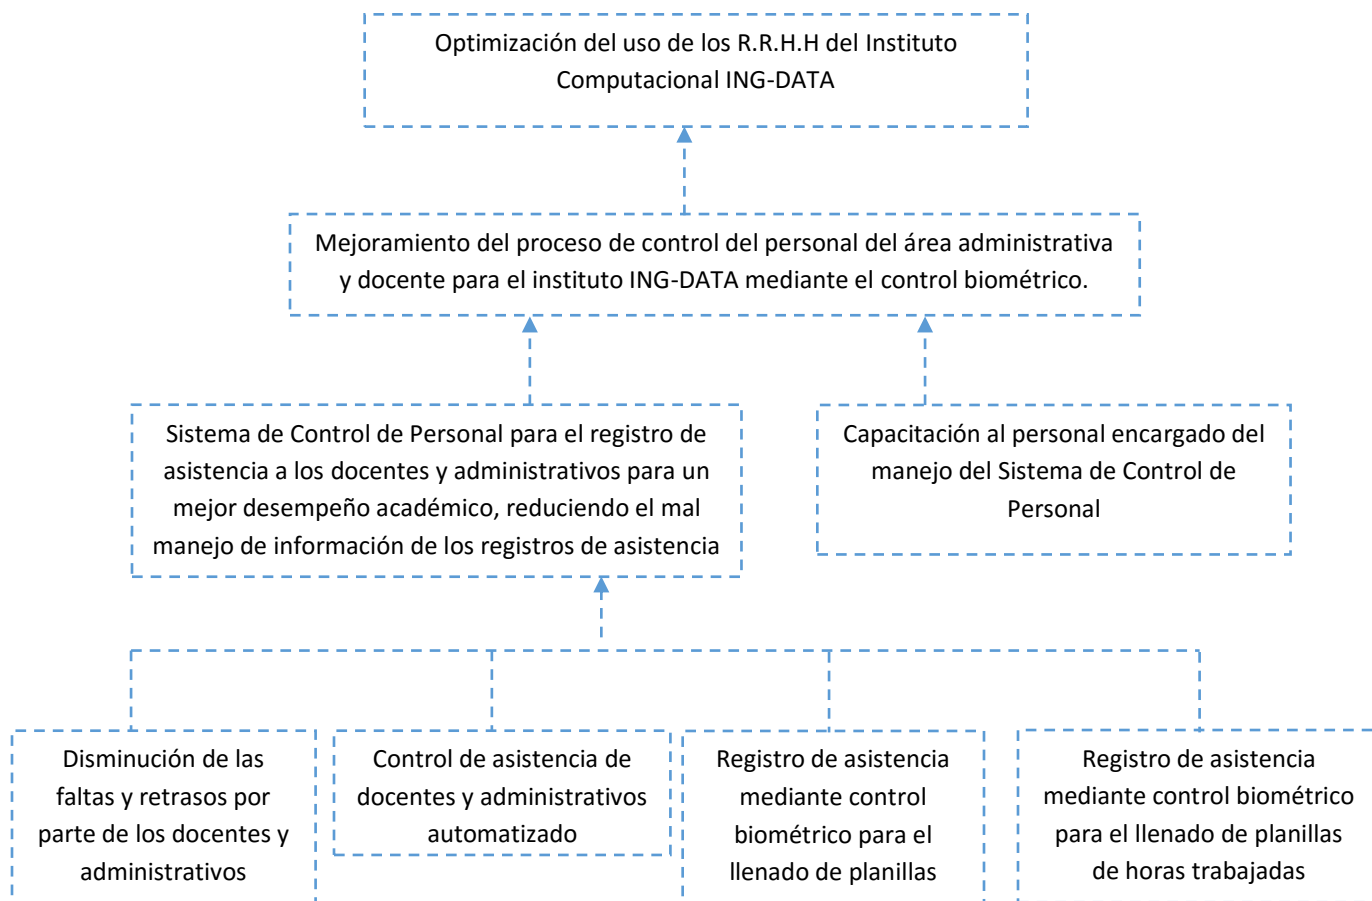 Optimización del uso de los R.R.H.H del Instituto
Computacional ING-DATA
Mejoramiento del proceso de control del personal del área administrativa
y docente para el instituto ING-DATA mediante el control biométrico.
Sistema de Control de Personal para el registro de
asistencia a los docentes y administrativos para un
mejor desempeño académico, reduciendo el mal
manejo de información de los registros de asistencia
Capacitación al personal encargado del
manejo del Sistema de Control de
Personal
Disminución de las
faltas y retrasos por
parte de los docentes y
administrativos
Control de asistencia de
docentes y administrativos
automatizado
Registro de asistencia
mediante control
biométrico para el
llenado de planillas
Registro de asistencia
mediante control biométrico
para el llenado de planillas
de horas trabajadas